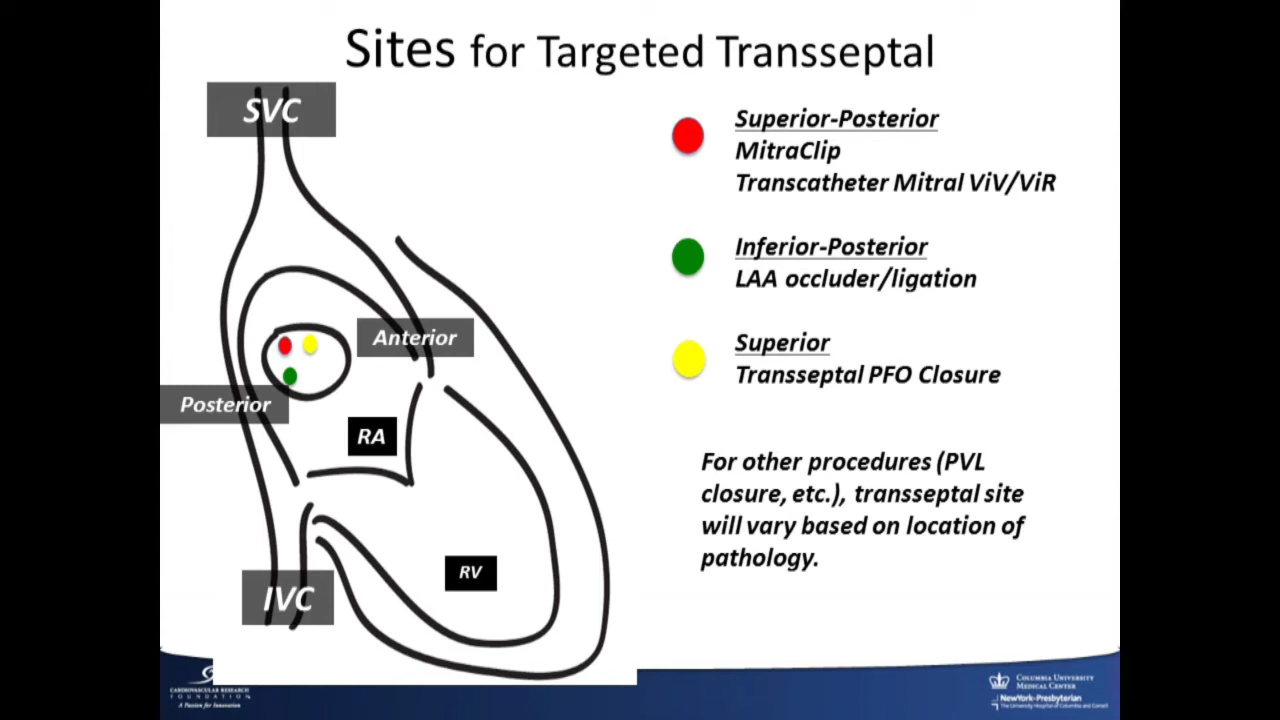 Sites for Targeted Transseptal
SVC
Superior-Posterior
MitraClip
Transcatheter Mitral ViV/ViR
Inferior-Posterior
LAA occluder/ligation
Anterior
Superior
Transseptal PFO Closure
Posterior
RA
For other procedures (PVL
closure, etc.), transseptal site
will vary based on location of
pathology.
RV
IVC
CARDIOVASCULAR RESEARCH
FOUNDATION
A Passion for Innovation
COLUMBIA UNIVERSITY
MEDICAL CENTER
NewYork-Presbyterian
The University Hospital of Columbia and Cornell